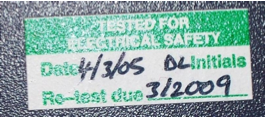 TESTED FOR
ELECTRICAL SAFETY
Date 4/3/05 DL Initials
Re-test due 3/2009